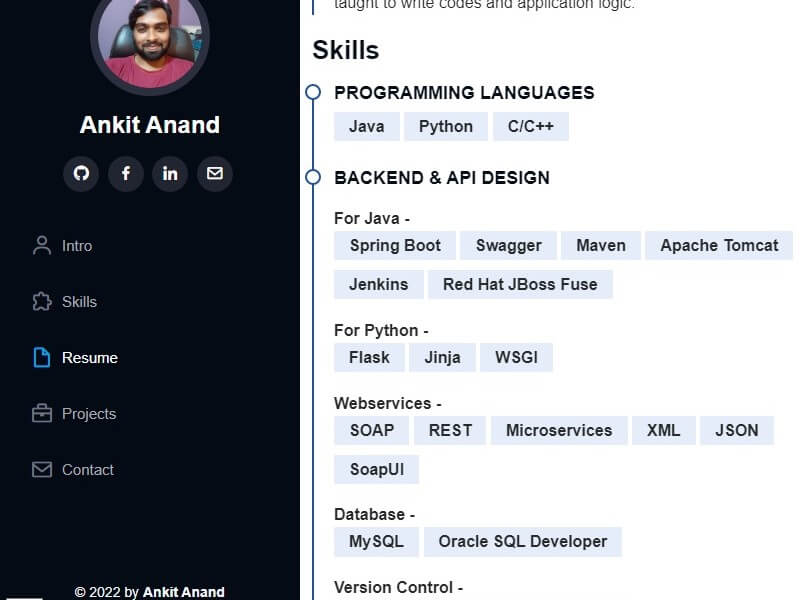 taught to write codes and application logic.
Skills
PROGRAMMING LANGUAGES
Java Python C/C++
BACKEND & API DESIGN
For Java -
Spring Boot Swagger Maven Apache Tomcat
Jenkins Red Hat JBoss Fuse
For Python -
Flask Jinja WSGI
Webservices -
SOAP REST Microservices XML JSON
SoapUI
Database -
MySQL Oracle SQL Developer
Version Control -
Ankit Anand
f in
Intro
Skills
Resume
Projects
Contact
© 2022 by Ankit Anand